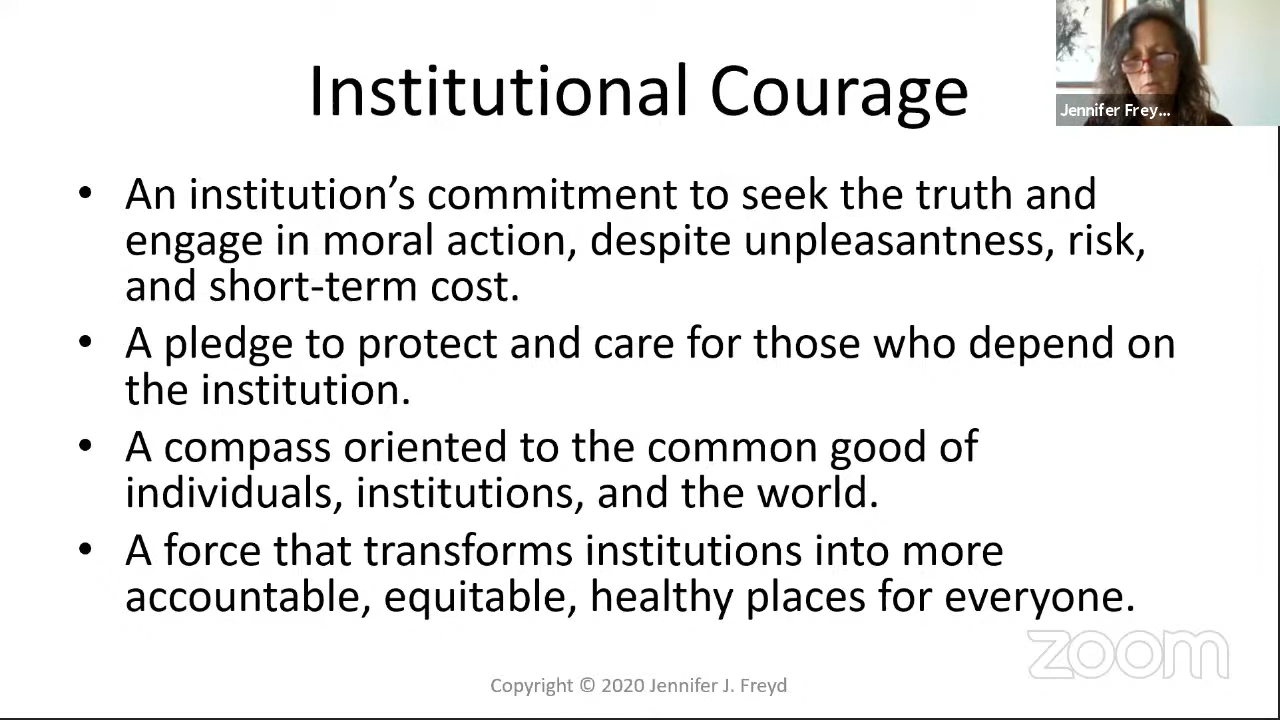 Institutional Courage
Jennifer Frey...
• An institution’s commitment to seek the truth and
engage in moral action, despite unpleasantness, risk,
and short-term cost.
• A pledge to protect and care for those who depend on
the institution.
• A compass oriented to the common good of
individuals, institutions, and the world.
• A force that transforms institutions into more
accountable, equitable, healthy places for everyone.
zoom
Copyright © 2020 Jennifer J. Freyd